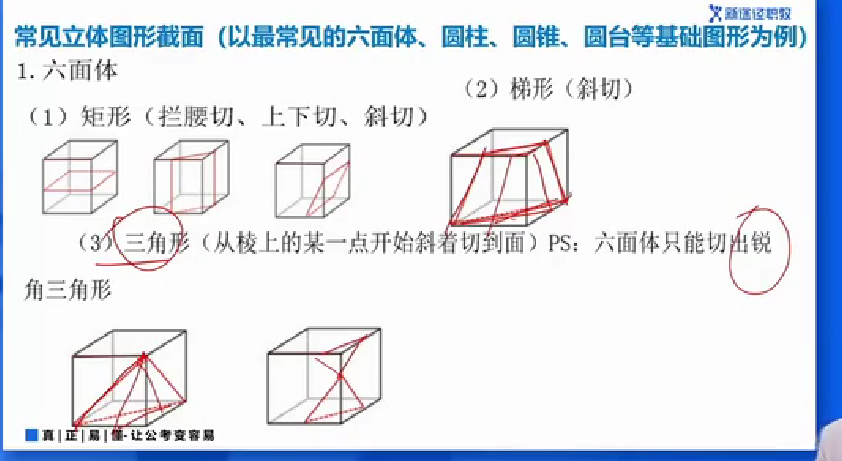 新途径职教
常见立体图形截面（以最常见的六面体、圆柱、圆锥、圆台等基础图形为例）
1.六面体
（2）梯形（斜切）
（1）矩形（拦腰切、上下切、斜切）
（3）三角形（从棱上的某一点开始斜着切到面）PS：六面体只能切出锐
角三角形
真|正|易|懂-让公考变容易